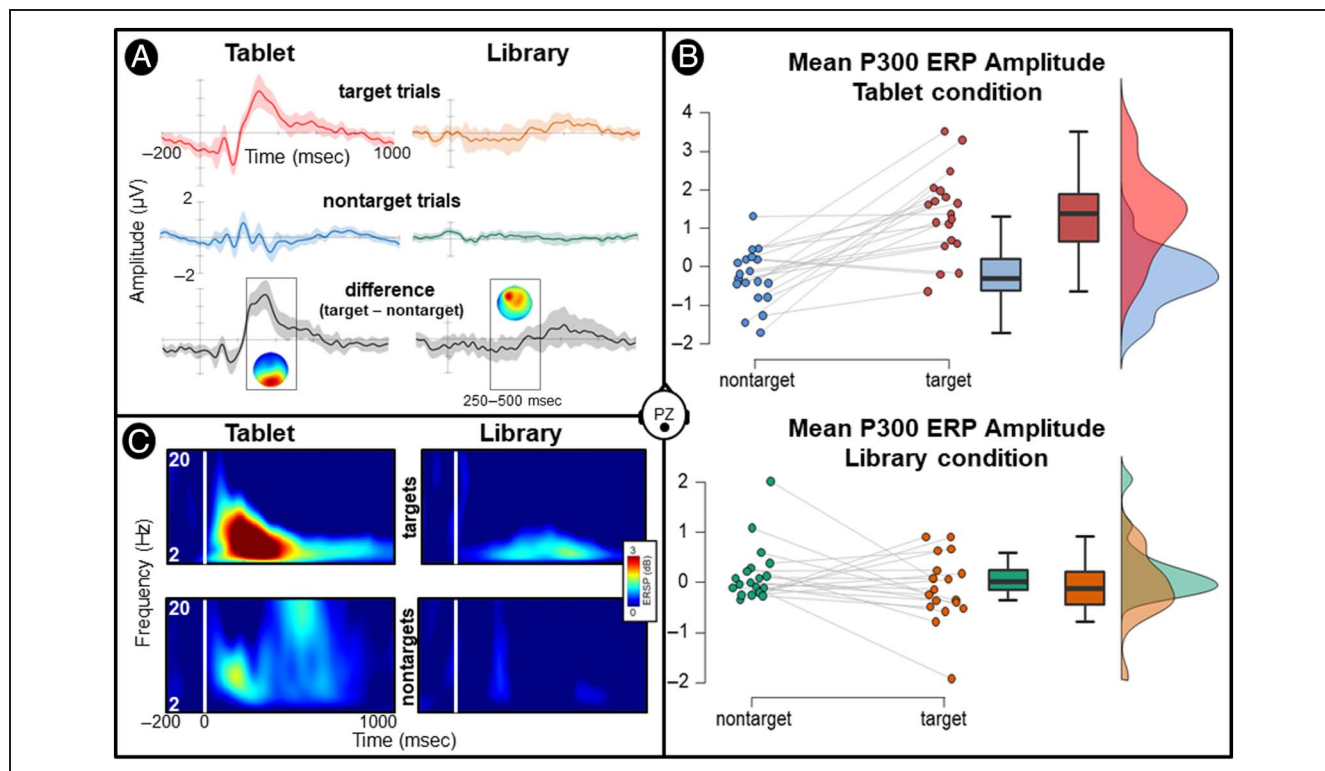 A
Tablet
Library
target trials
−200
Time (msec)
1000
Amplitude (µV)
2
nontarget trials
−2
difference
(target – nontarget)
250–500 msec
B
Mean P300 ERP Amplitude
Tablet condition
4
3
2
1
0
−1
−2
nontarget
target
PZ
Mean P300 ERP Amplitude
Library condition
2
1
0
−1
−2
nontarget
target
C
Tablet
Library
Frequency (Hz)
20
2
targets
3
ERSP (dB)
0
20
2
nontargets
−200
0
1000
Time (msec)